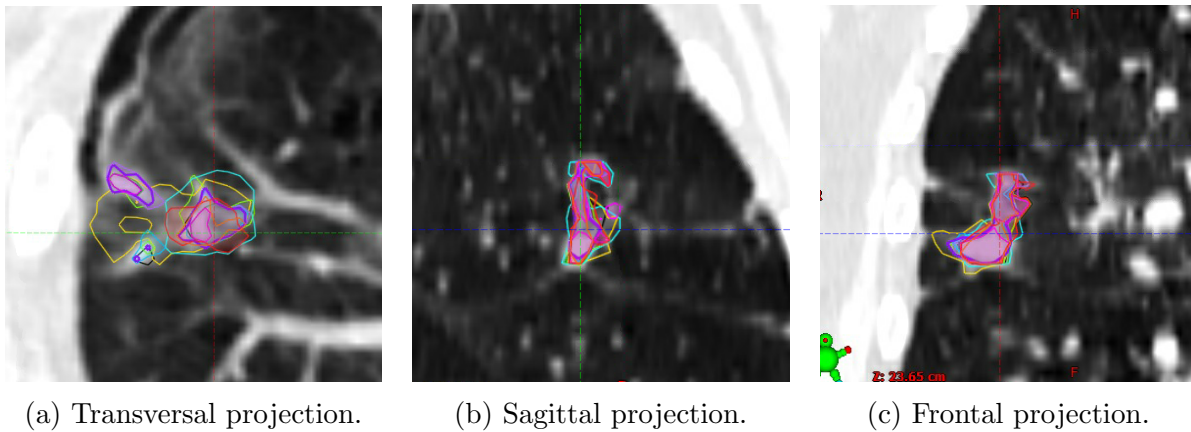 H
R
Z: 23.65 cm
F
(a) Transversal projection.
(b) Sagittal projection.
(c) Frontal projection.